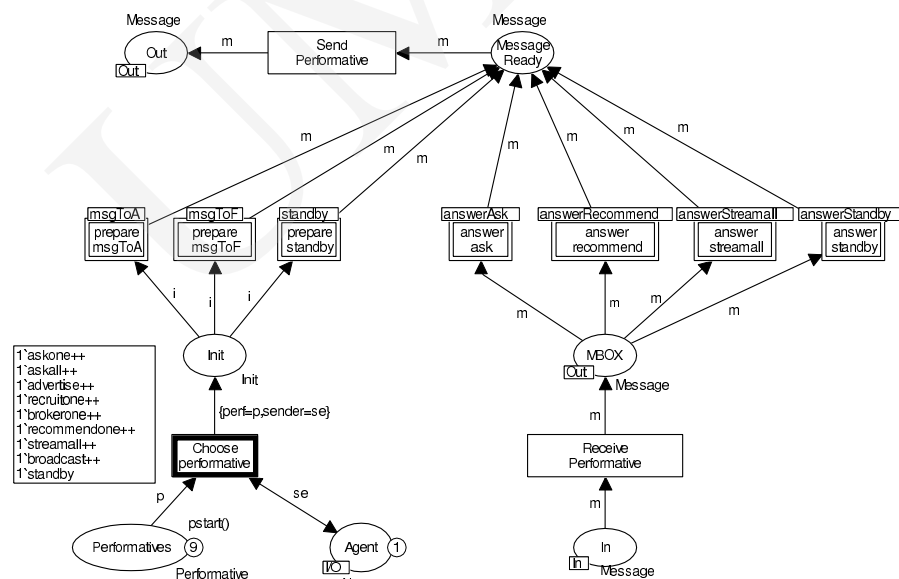 Message
Message
Out
Out
m
Send
Performative
m
Message
Ready
m
m
m
m
m
m
m
msgToA
prepare
msgToA
msgToF
prepare
msgToF
standby
prepare
standby
answerAsk
answer
ask
answerRecommend
answer
recommend
answerStreamall
answer
streamall
answerStandby
answer
standby
i
i
i
m
m
m
m
Init
Init
MBOX
Out
Message
1`askone++
1`askall++
1`advertise++
1`recruitone++
1`brokerone++
1`recommendone++
1`streamall++
1`broadcast++
1`standby
{perf=p,sender=se}
m
Choose
performative
Receive
Performative
p
se
m
pstart()
Performatives
9
Performative
Agent
1
I/O
In
In
Message